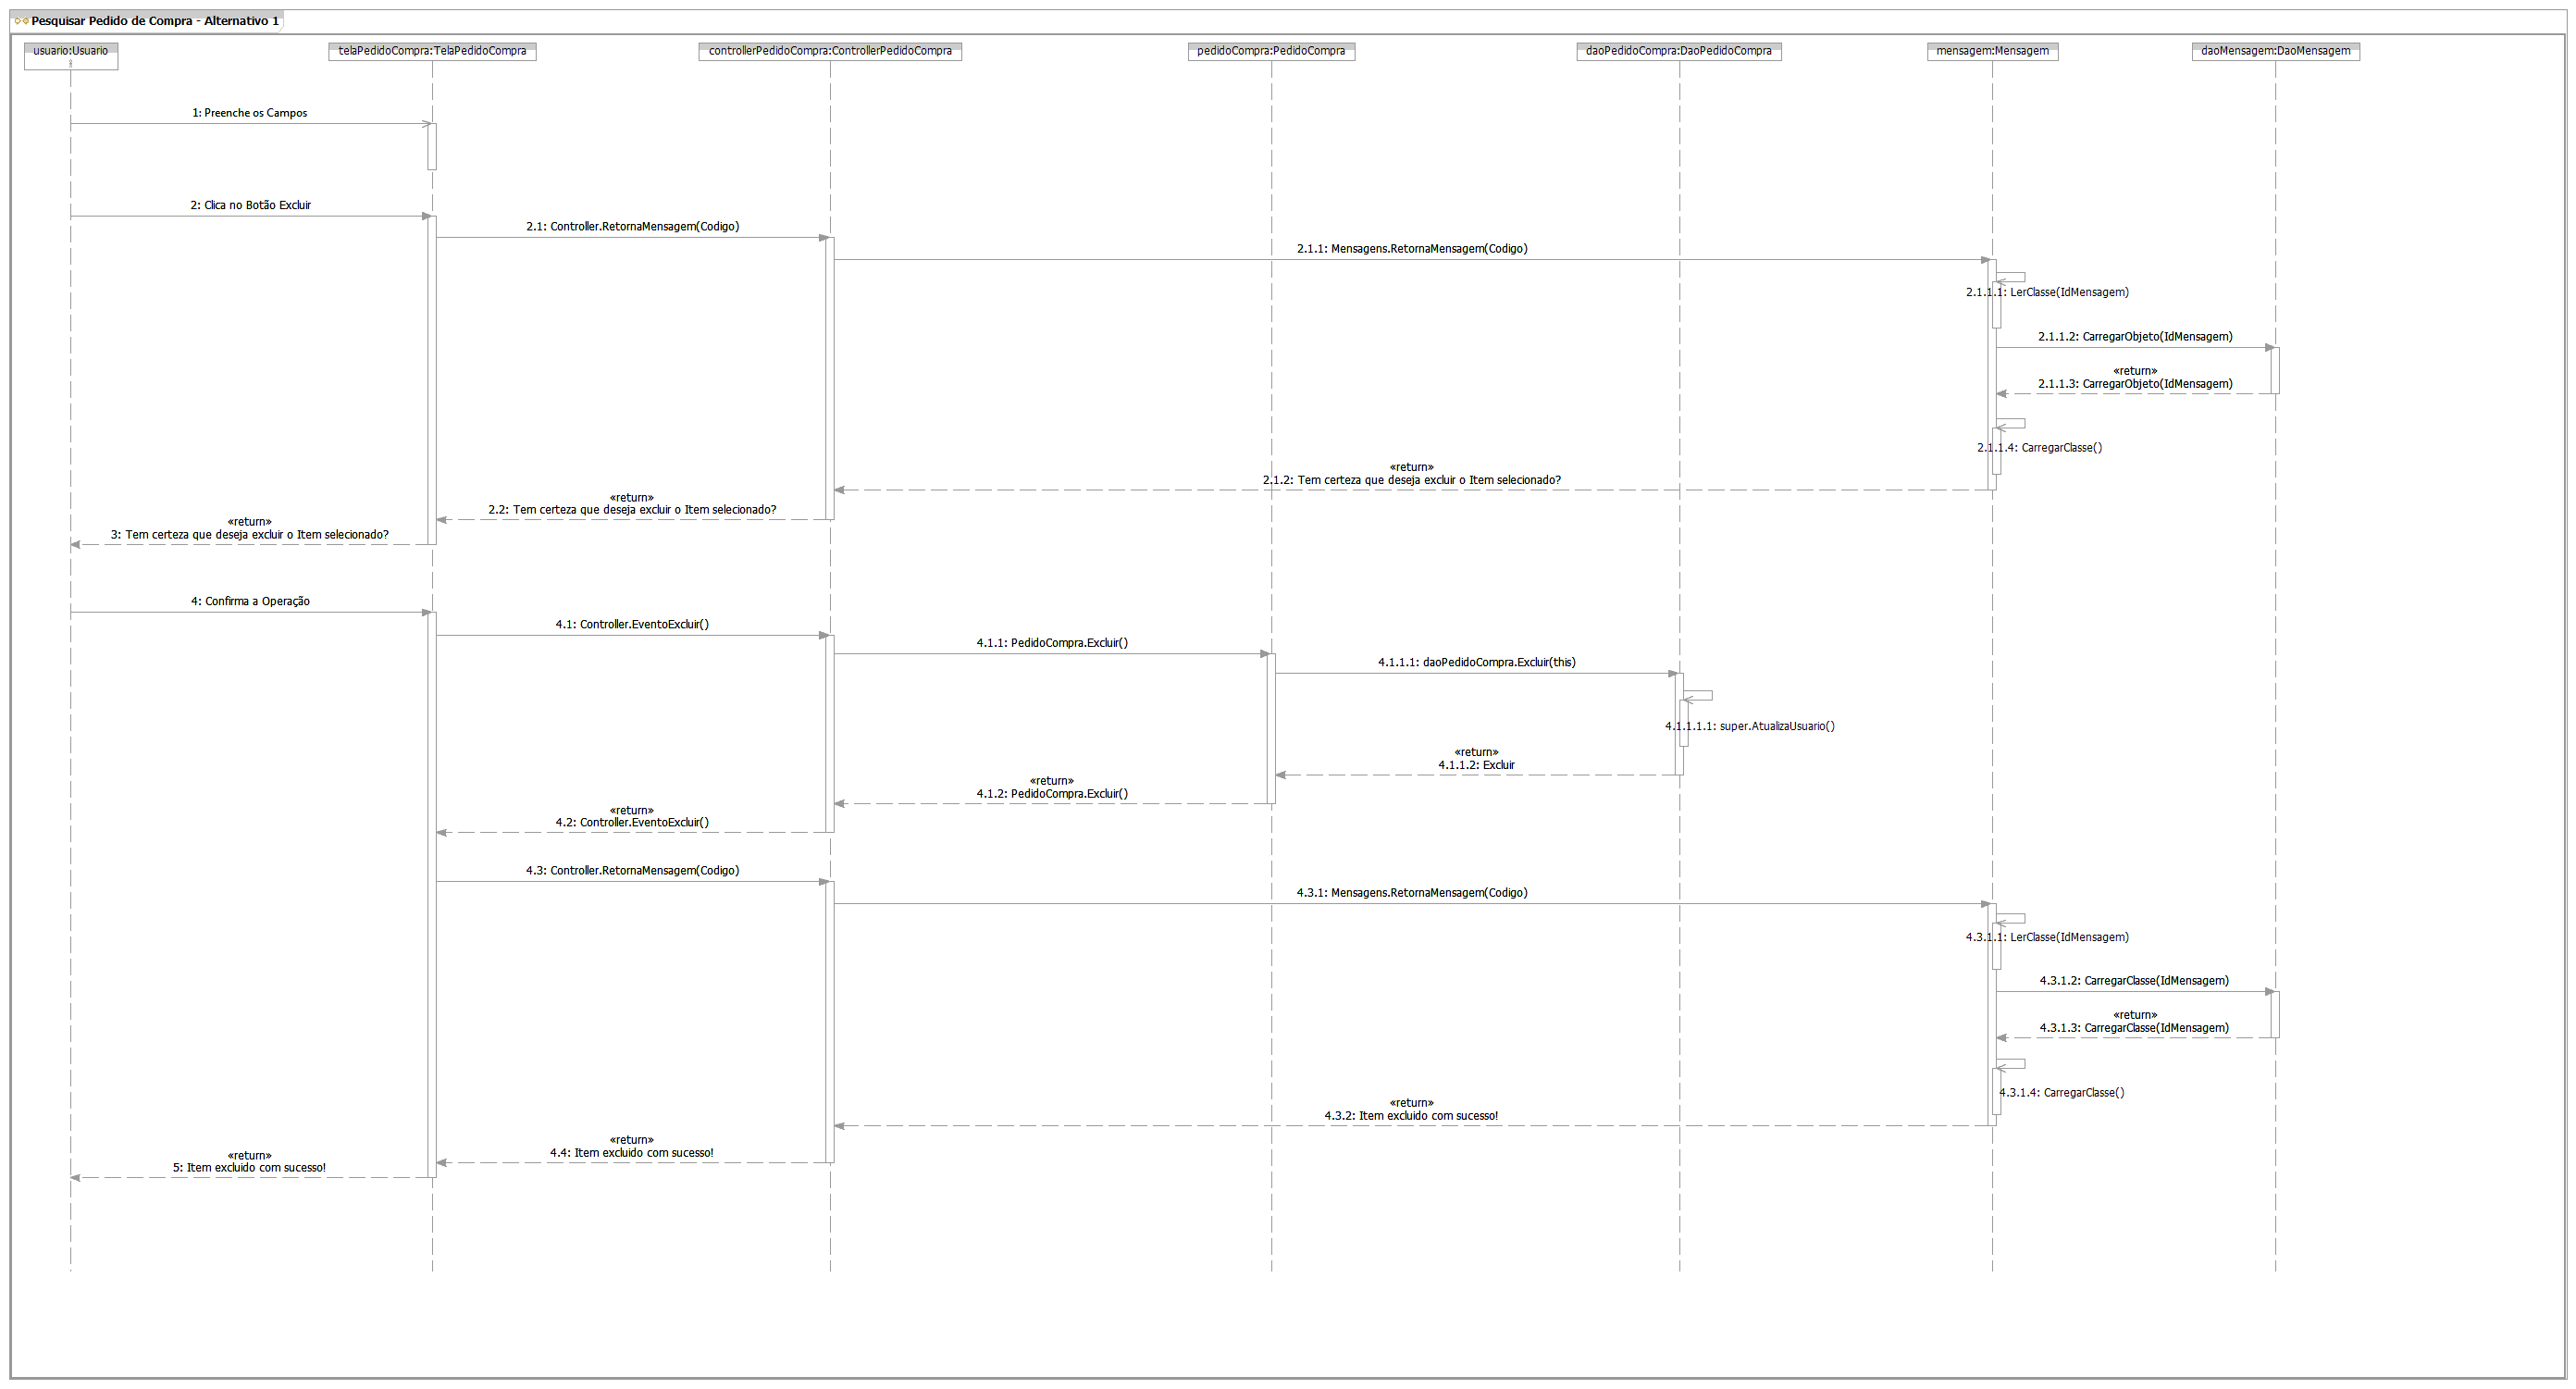 Pesquisar Pedido de Compra - Alternativo 1
usuario:Usuario
telaPedidoCompra:TelaPedidoCompra
controllerPedidoCompra:ControllerPedidoCompra
pedidoCompra:PedidoCompra
daoPedidoCompra:DaoPedidoCompra
mensagem:Mensagem
daoMensagem:DaoMensagem
1: Preenche os Campos
2: Clica no Botão Excluir
2.1: Controller.RetornaMensagem(Codigo)
2.1.1: Mensagens.RetornaMensagem(Codigo)
2.1.1.1: LerClasse(IdMensagem)
2.1.1.2: CarregarObjeto(IdMensagem)
«return»
2.1.1.3: CarregarObjeto(IdMensagem)
2.1.1.4: CarregarClasse()
«return»
2.1.2: Tem certeza que deseja excluir o Item selecionado?
«return»
2.2: Tem certeza que deseja excluir o Item selecionado?
«return»
3: Tem certeza que deseja excluir o Item selecionado?
4: Confirma a Operação
4.1: Controller.EventoExcluir()
4.1.1: PedidoCompra.Excluir()
4.1.1.1: daoPedidoCompra.Excluir(this)
4.1.1.1.1: super.AtualizaUsuario()
«return»
4.1.1.2: Excluir
«return»
4.1.2: PedidoCompra.Excluir()
«return»
4.2: Controller.EventoExcluir()
4.3: Controller.RetornaMensagem(Codigo)
4.3.1: Mensagens.RetornaMensagem(Codigo)
4.3.1.1: LerClasse(IdMensagem)
4.3.1.2: CarregarClasse(IdMensagem)
«return»
4.3.1.3: CarregarClasse(IdMensagem)
4.3.1.4: CarregarClasse()
«return»
4.3.2: Item excluido com sucesso!
«return»
4.4: Item excluido com sucesso!
«return»
5: Item excluido com sucesso!